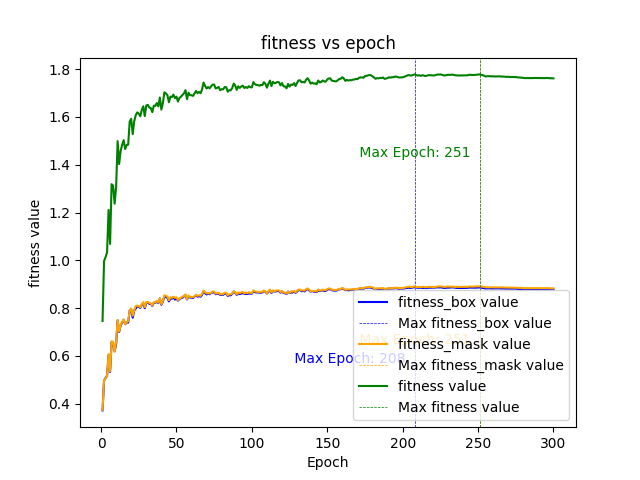 fitness vs epoch
fitness value
1.8
1.6
1.4
1.2
1.0
0.8
0.6
0.4
Max Epoch: 251
Max Epoch: 208
fitness_box value
Max fitness_box value
fitness_mask value
Max fitness_mask value
fitness value
Max fitness value
0
50
100
150
200
250
300
Epoch